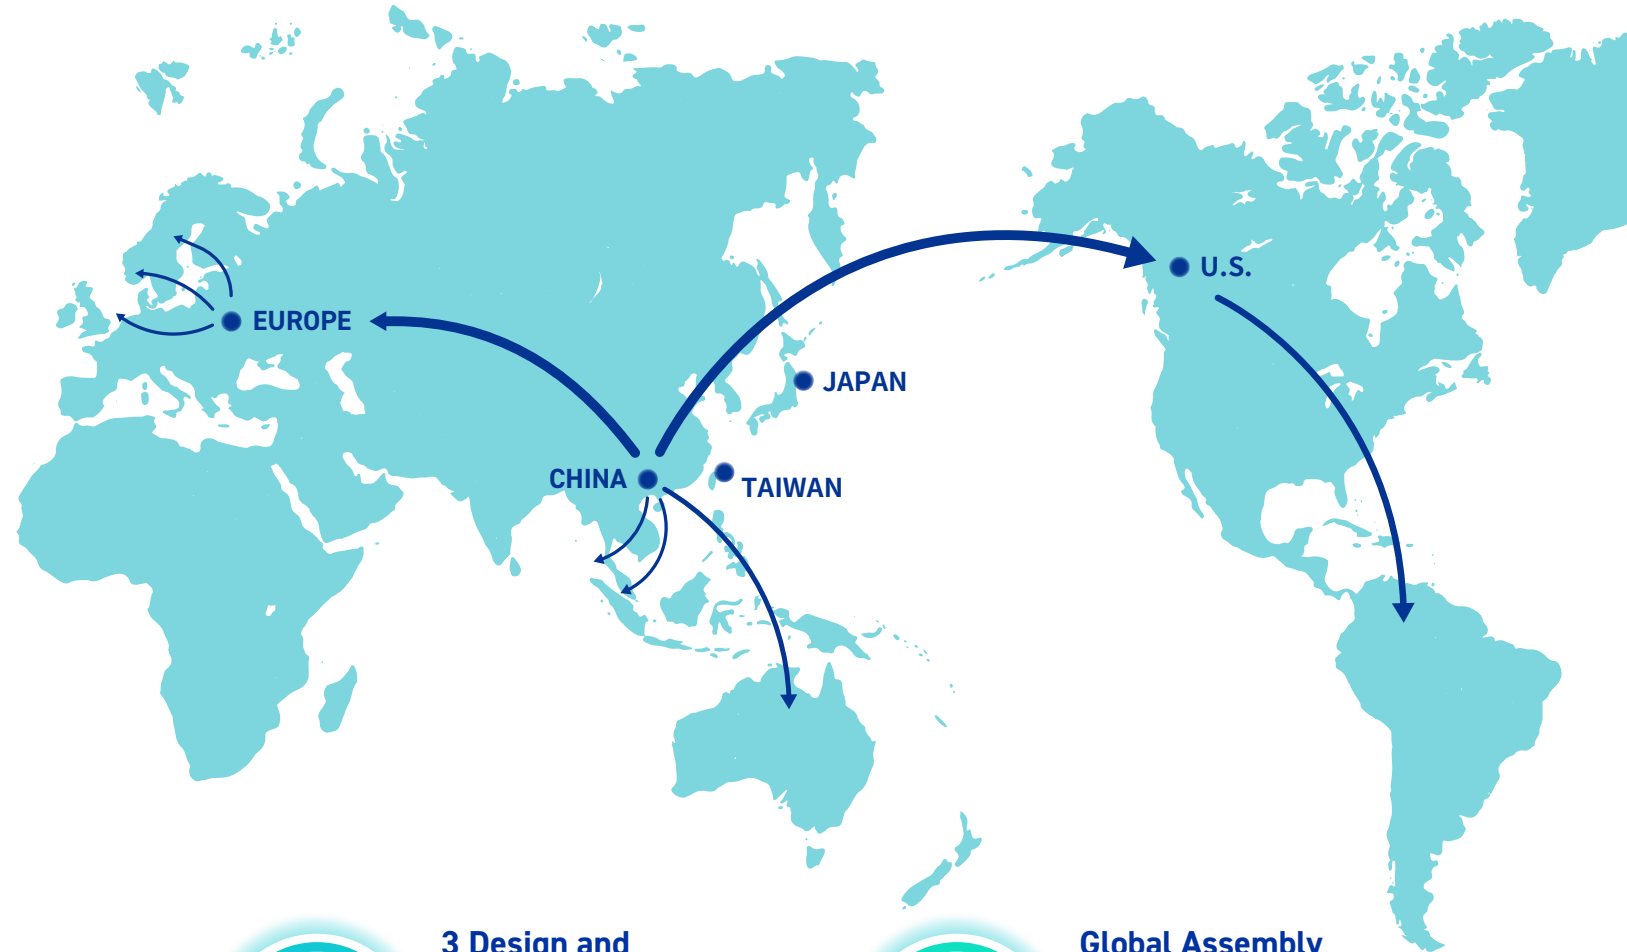 U.S.
EUROPE
JAPAN
CHINA
TAIWAN
3 Design and
Global Assembly